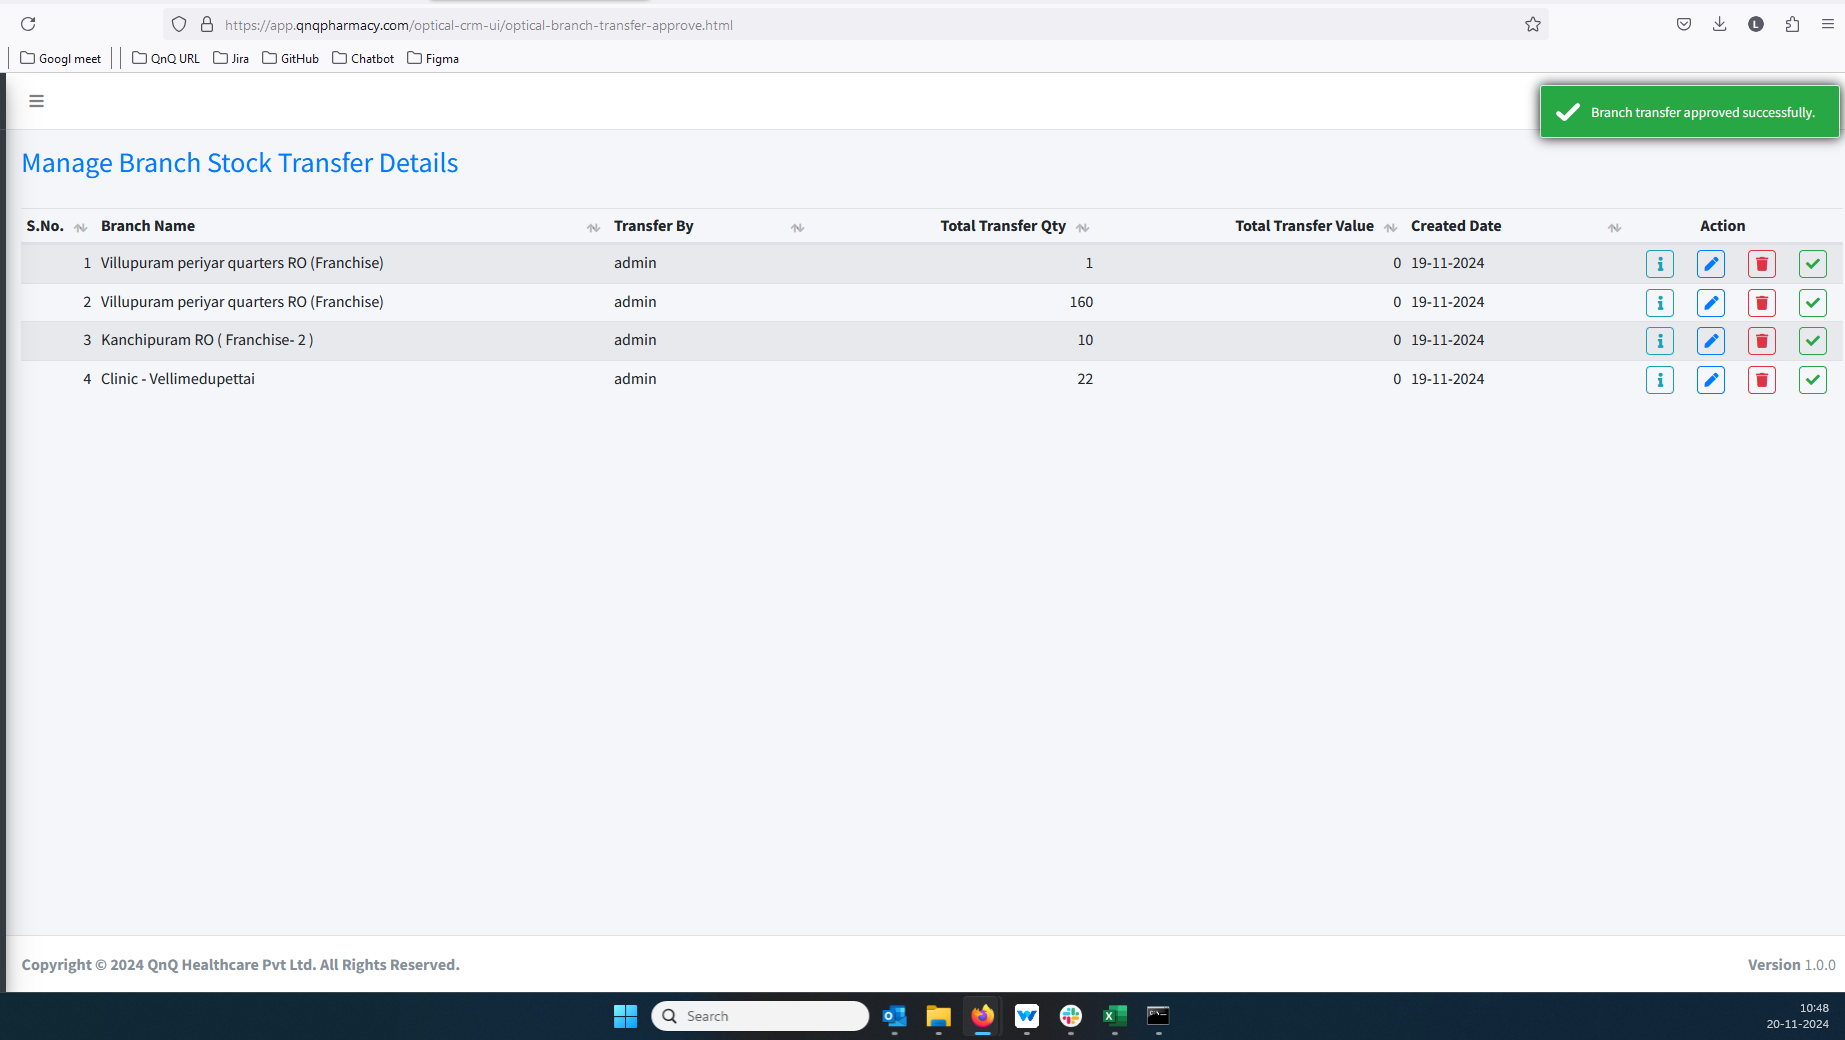 https://app.qnqpharmacy.com/optical-crm-ui/optical-branch-transfer-approve.html
L
Googl meet QnQ URL Jira GitHub Chatbot Figma
Branch transfer approved successfully.
Manage Branch Stock Transfer Details
S.No. Branch Name Transfer By Total Transfer Qty Total Transfer Value Created Date Action
1 Villupuram periyar quarters RO (Franchise) admin 1 0 19-11-2024
2 Villupuram periyar quarters RO (Franchise) admin 160 0 19-11-2024
3 Kanchipuram RO ( Franchise- 2 ) admin 10 0 19-11-2024
4 Clinic - Vellimedupettai admin 22 0 19-11-2024
Copyright © 2024 QnQ Healthcare Pvt Ltd. All Rights Reserved. Version 1.0.0
Search
10:48
20-11-2024